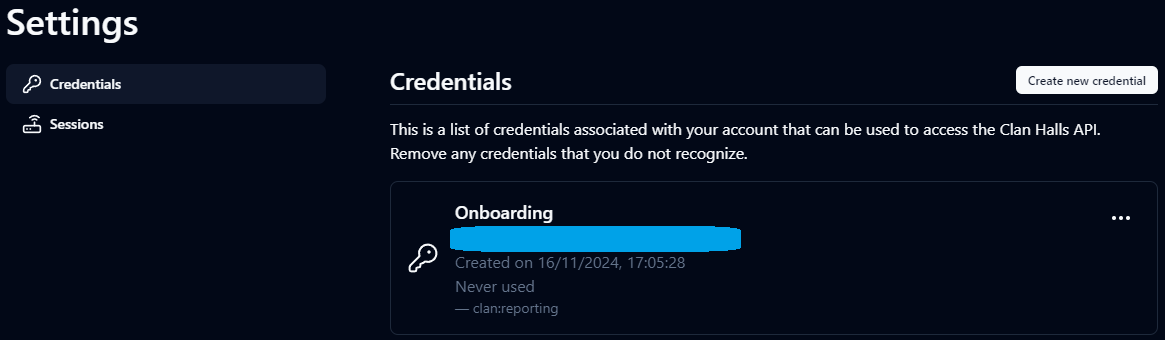 Settings
Credentials
Sessions
Credentials
Create new credential
This is a list of credentials associated with your account that can be used to access the Clan Halls API.
Remove any credentials that you do not recognize.
Onboarding
Created on 16/11/2024, 17:05:28
Never used
— clan:reporting